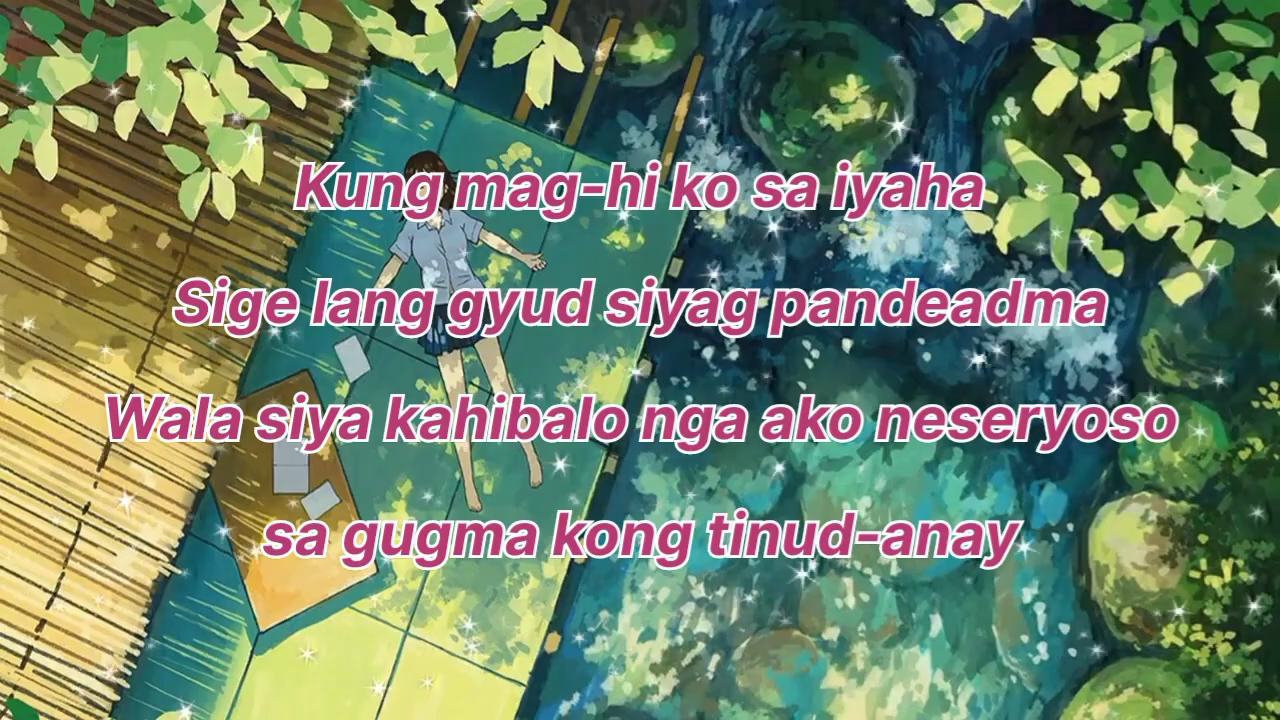 Kung mag-hi ko sa iyaha
Sige lang gyud siyag pandeadma
Wala siya kahibalo nga ako neseryoso
sa gugma kong tinud-anay